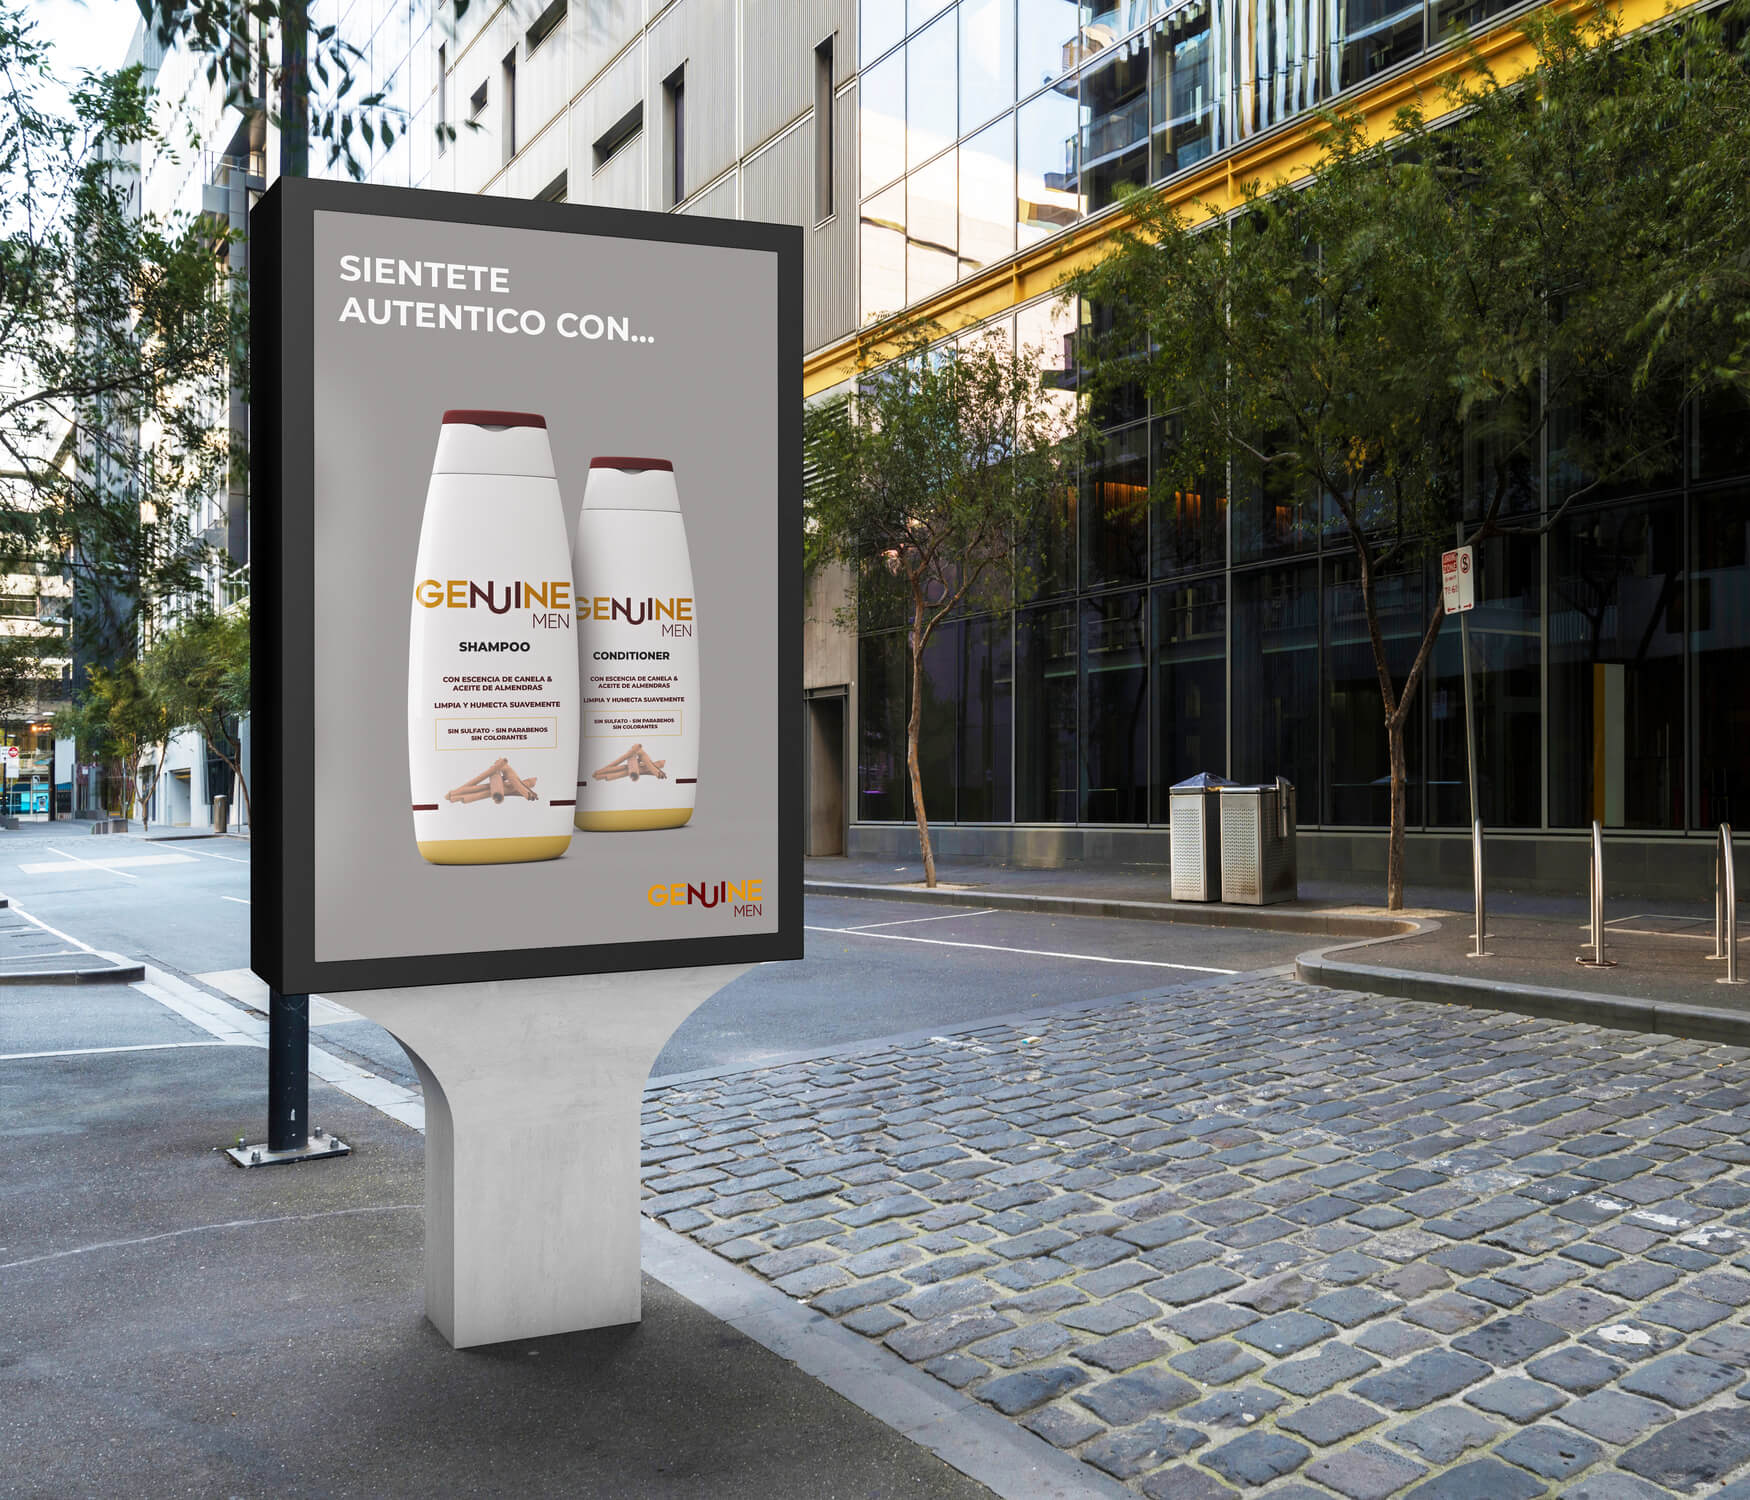 SIENTETE
AUTENTICO CON...
GENUINE
MEN
SHAMPOO
CON ESCENCIA DE CANELA &
ACEITE DE ALMENDRAS
LIMPIA Y HUMECTA SUAVEMENTE
SIN SULFATO - SIN PARABENOS
SIN COLORANTES
GENUINE
MEN
CONDITIONER
CON ESCENCIA DE CANELA &
ACEITE DE ALMENDRAS
LIMPIA Y HUMECTA SUAVEMENTE
SIN SULFATO - SIN PARABENOS
SIN COLORANTES
GENUINE
MEN
ZONE
S